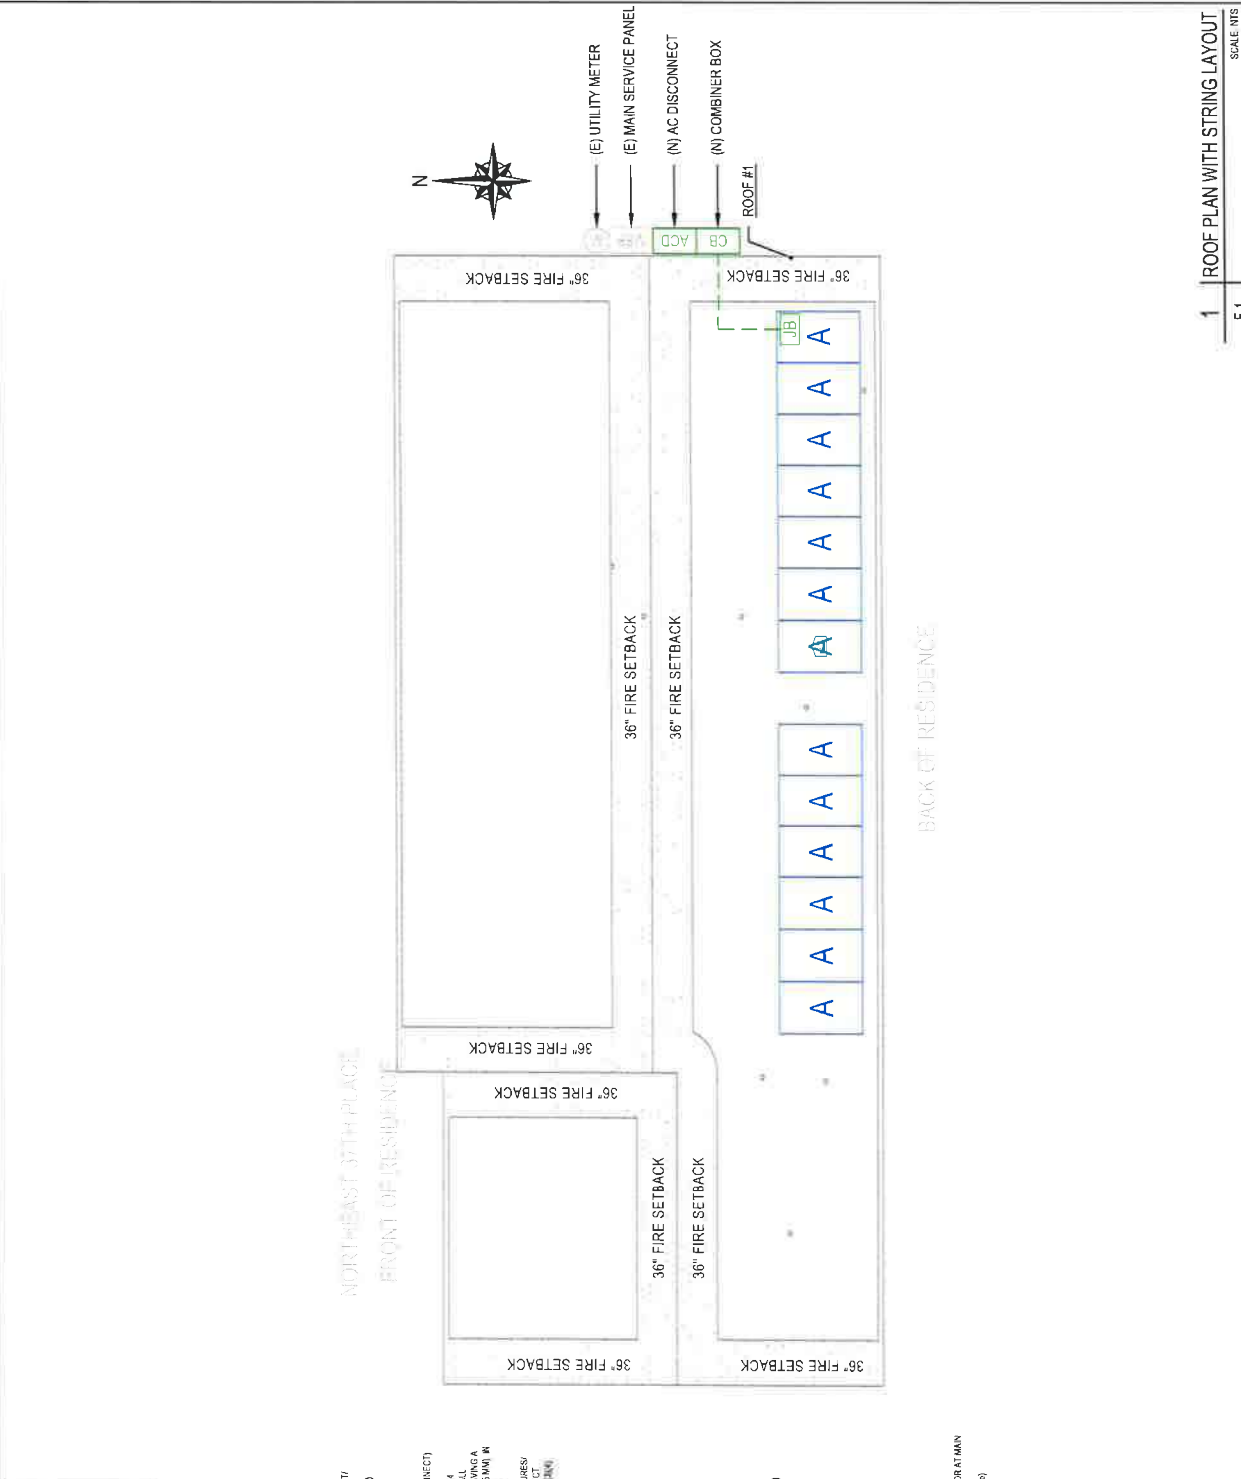 (E) UTILITY METER
(E) MAIN SERVICE PANEL
(N) AC DISCONNECT
(N) COMBINER BOX
ROOF #1
N
ACD
CB
JB
36" FIRE SETBACK
36" FIRE SETBACK
36" FIRE SETBACK
36" FIRE SETBACK
36" FIRE SETBACK
36" FIRE SETBACK
36" FIRE SETBACK
36" FIRE SETBACK
36" FIRE SETBACK
36" FIRE SETBACK
A
A
A
A
A
A
A
A
A
A
A
A
A
FRONT OF RESIDENCE
BACK OF RESIDENCE
1
ROOF PLAN WITH STRING LAYOUT
SCALE: NTS
OR AT MAIN